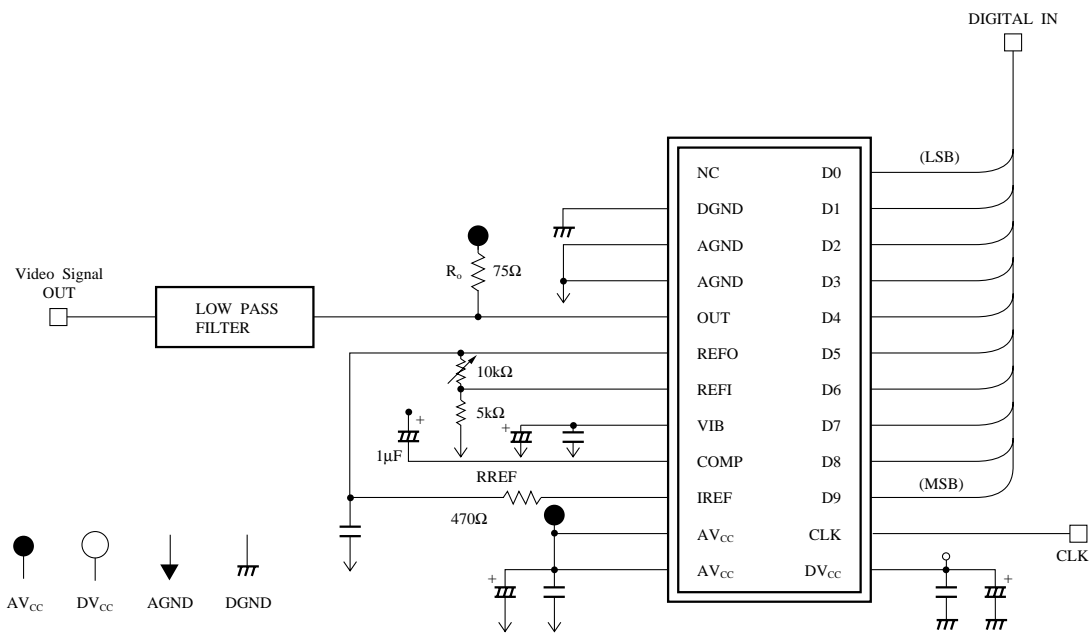 DIGITAL IN
NC D0 (LSB)
DGND D1
AGND D2
AGND D3
OUT D4
REFO D5
REFI D6
VIB D7
COMP D8
IREF D9 (MSB)
AVCC CLK
AVCC DVCC
CLK
Video Signal
OUT
LOW PASS
FILTER
Ro 75Ω
10kΩ
5kΩ
+
1μF
+
RREF
470Ω
+
+
AVCC DVCC AGND DGND